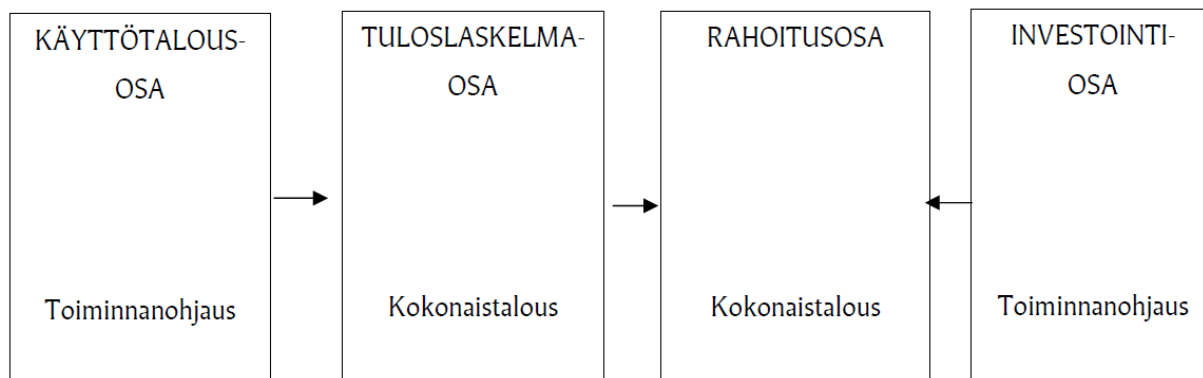 KÄYTTÖTALOUS-
OSA
Toiminnanohjaus
TULOSLASKELMA-
OSA
Kokonaistalous
RAHOITUSOSA
Kokonaistalous
INVESTOINTI-
OSA
Toiminnanohjaus